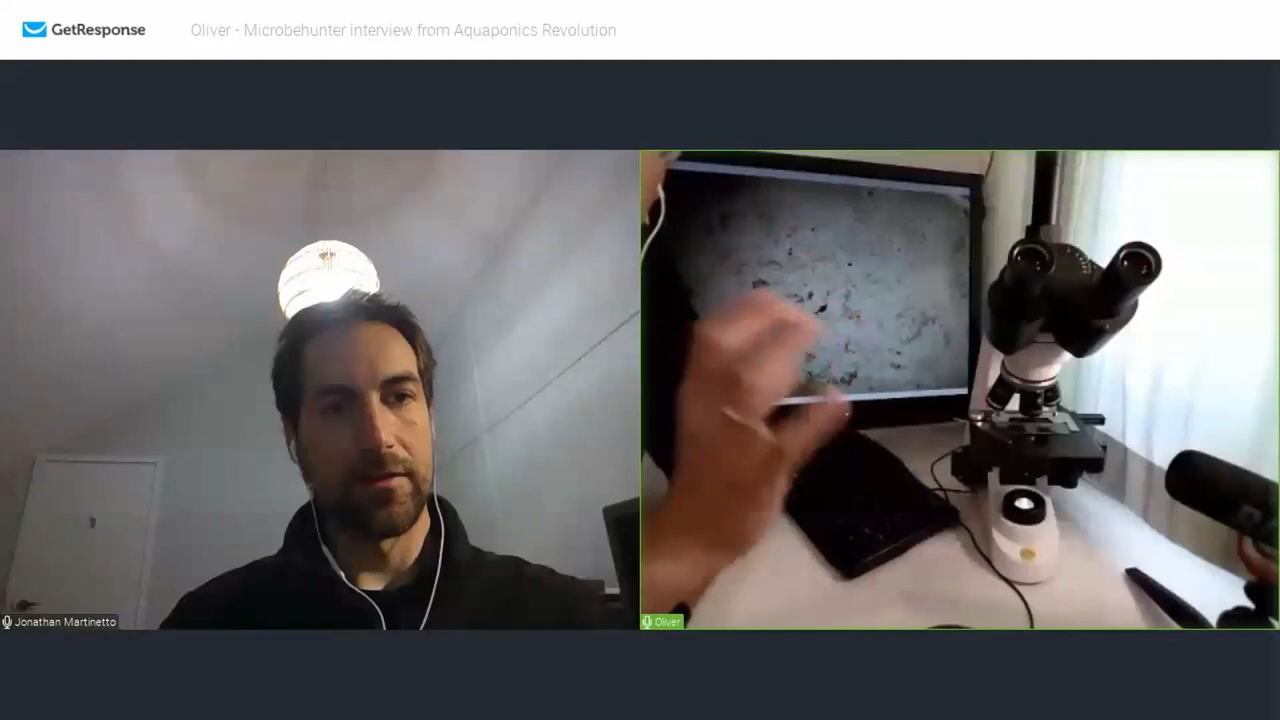 GetResponse
Oliver - Microbehunter interview from Aquaponics Revolution
Jonathan Martinetto
Oliver